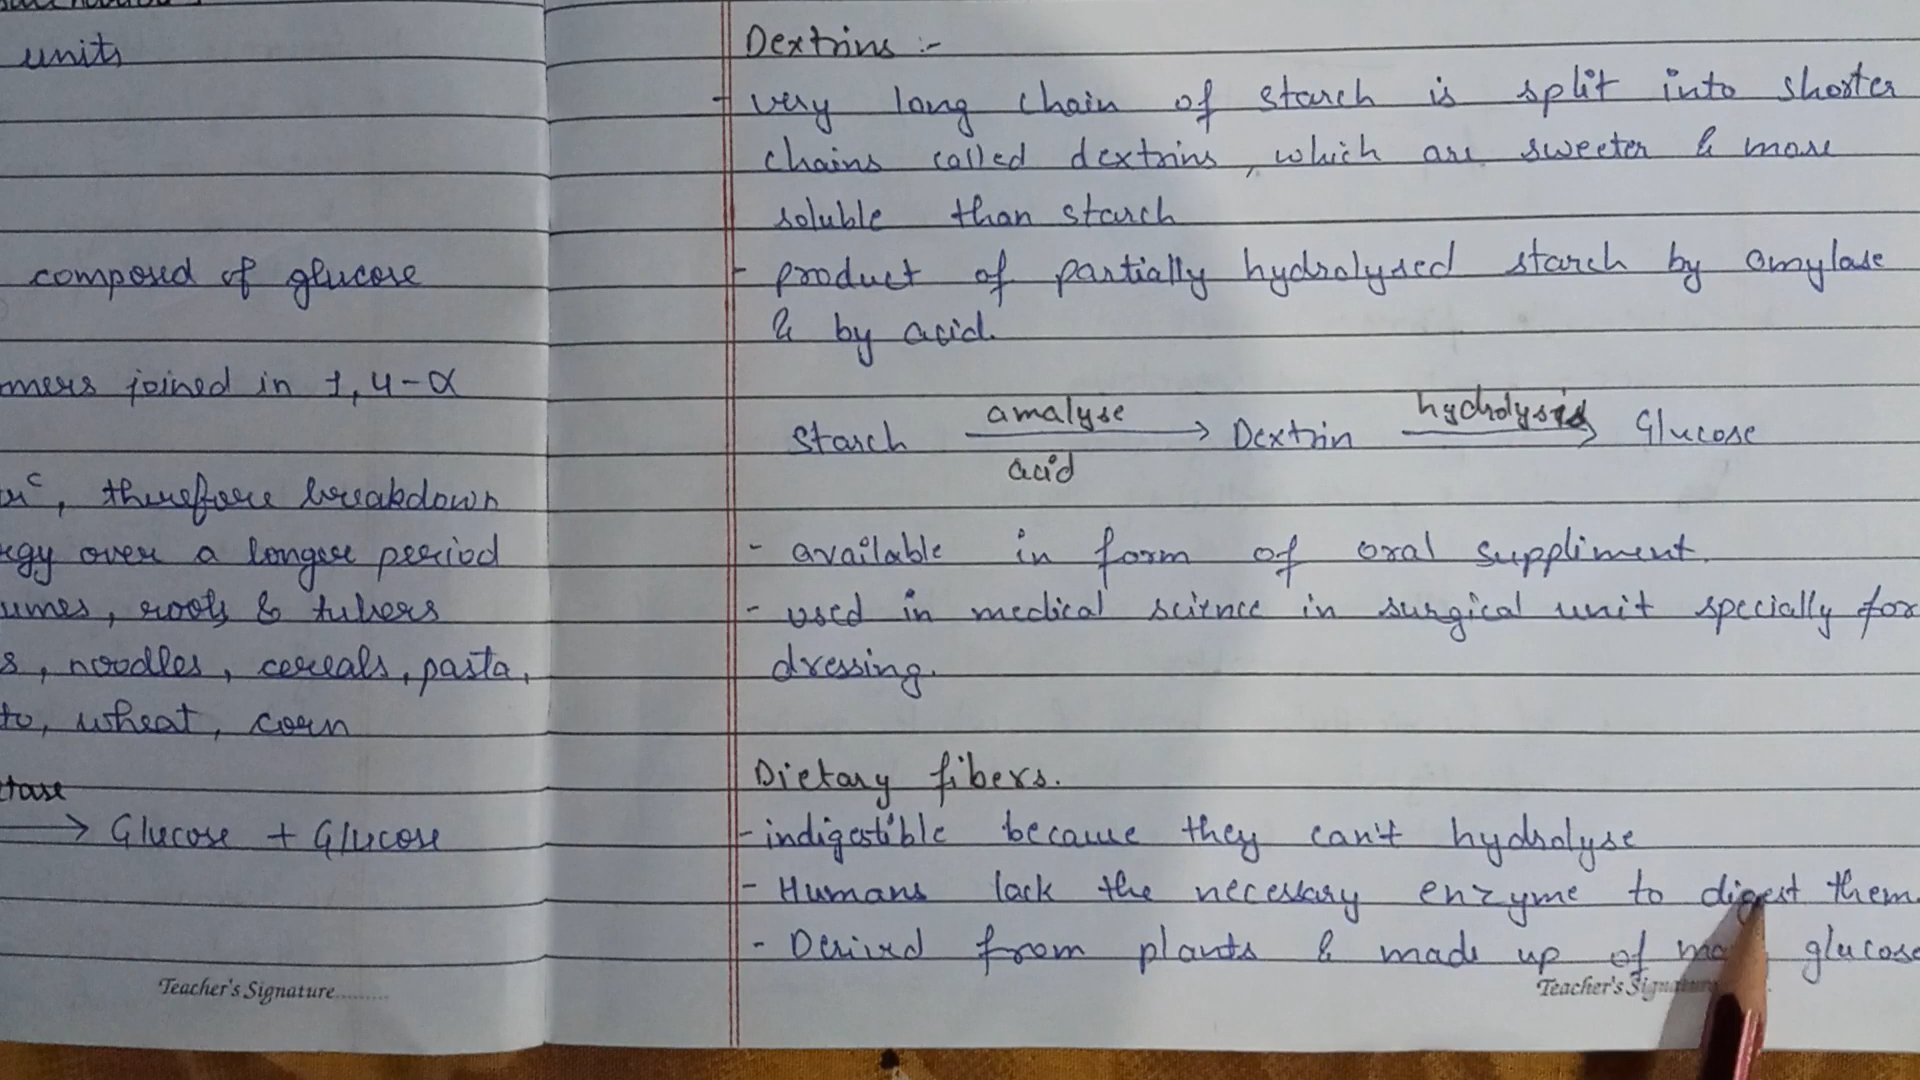 units
composed of glucose
mers joined in 1,4-α
, therefore breakdown
rgy over a longer period
umes, roots & tubers
s, noodles, cereals, pasta,
to, wheat, corn
tase
→ Glucose + Glucose
Teacher's Signature.........
Dextrins :-
- very long chain of starch is split into shorter
chains called dextrins, which are sweeter & more
soluble than starch
- product of partially hydrolysed starch by amylase
& by acid.
Starch amalyse acid → Dextrin hydrolysis → Glucose
- available in form of oral suppliment.
- used in medical science in surgical unit specially for
dressing.
Dietary fibers.
- indigestible because they can't hydrolyse
- Humans lack the necessary enzyme to digest them.
- Derived from plants & made up of glucose
Teacher's Signature